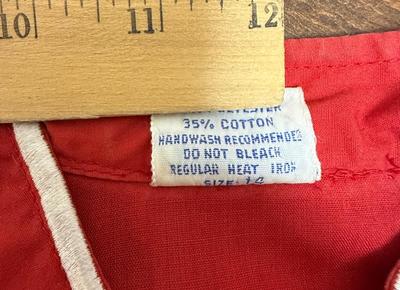 10 11 12
35% COTTON
HANDWASH RECOMMENDED
DO NOT BLEACH
REGULAR HEAT IRON
SIZE: 14